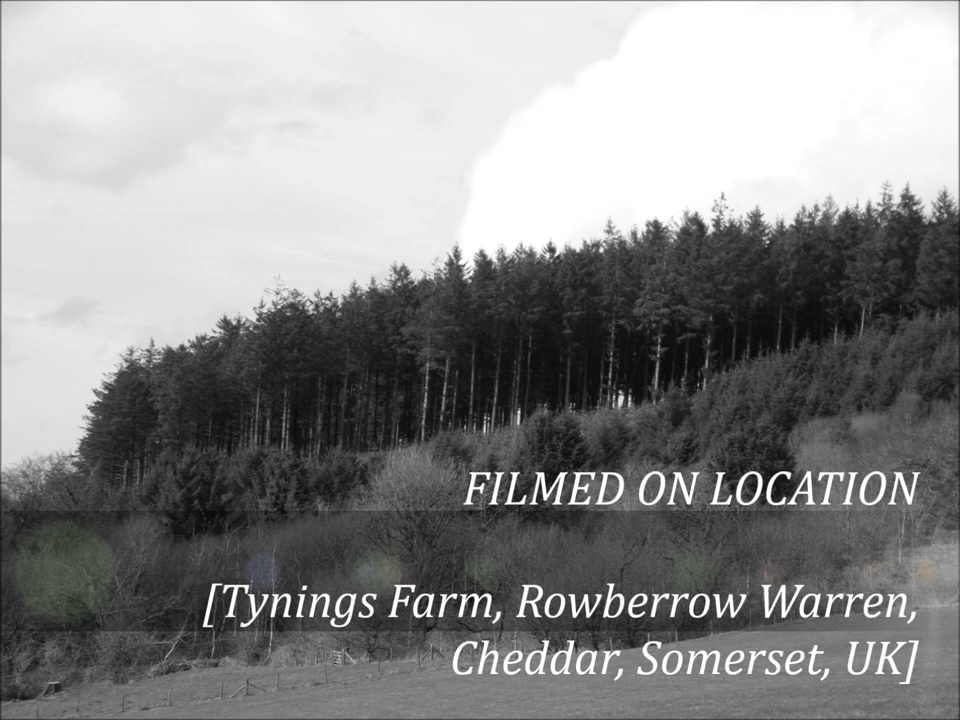 FILMED ON LOCATION
[Tynings Farm, Rowberrow Warren,
Cheddar, Somerset, UK]